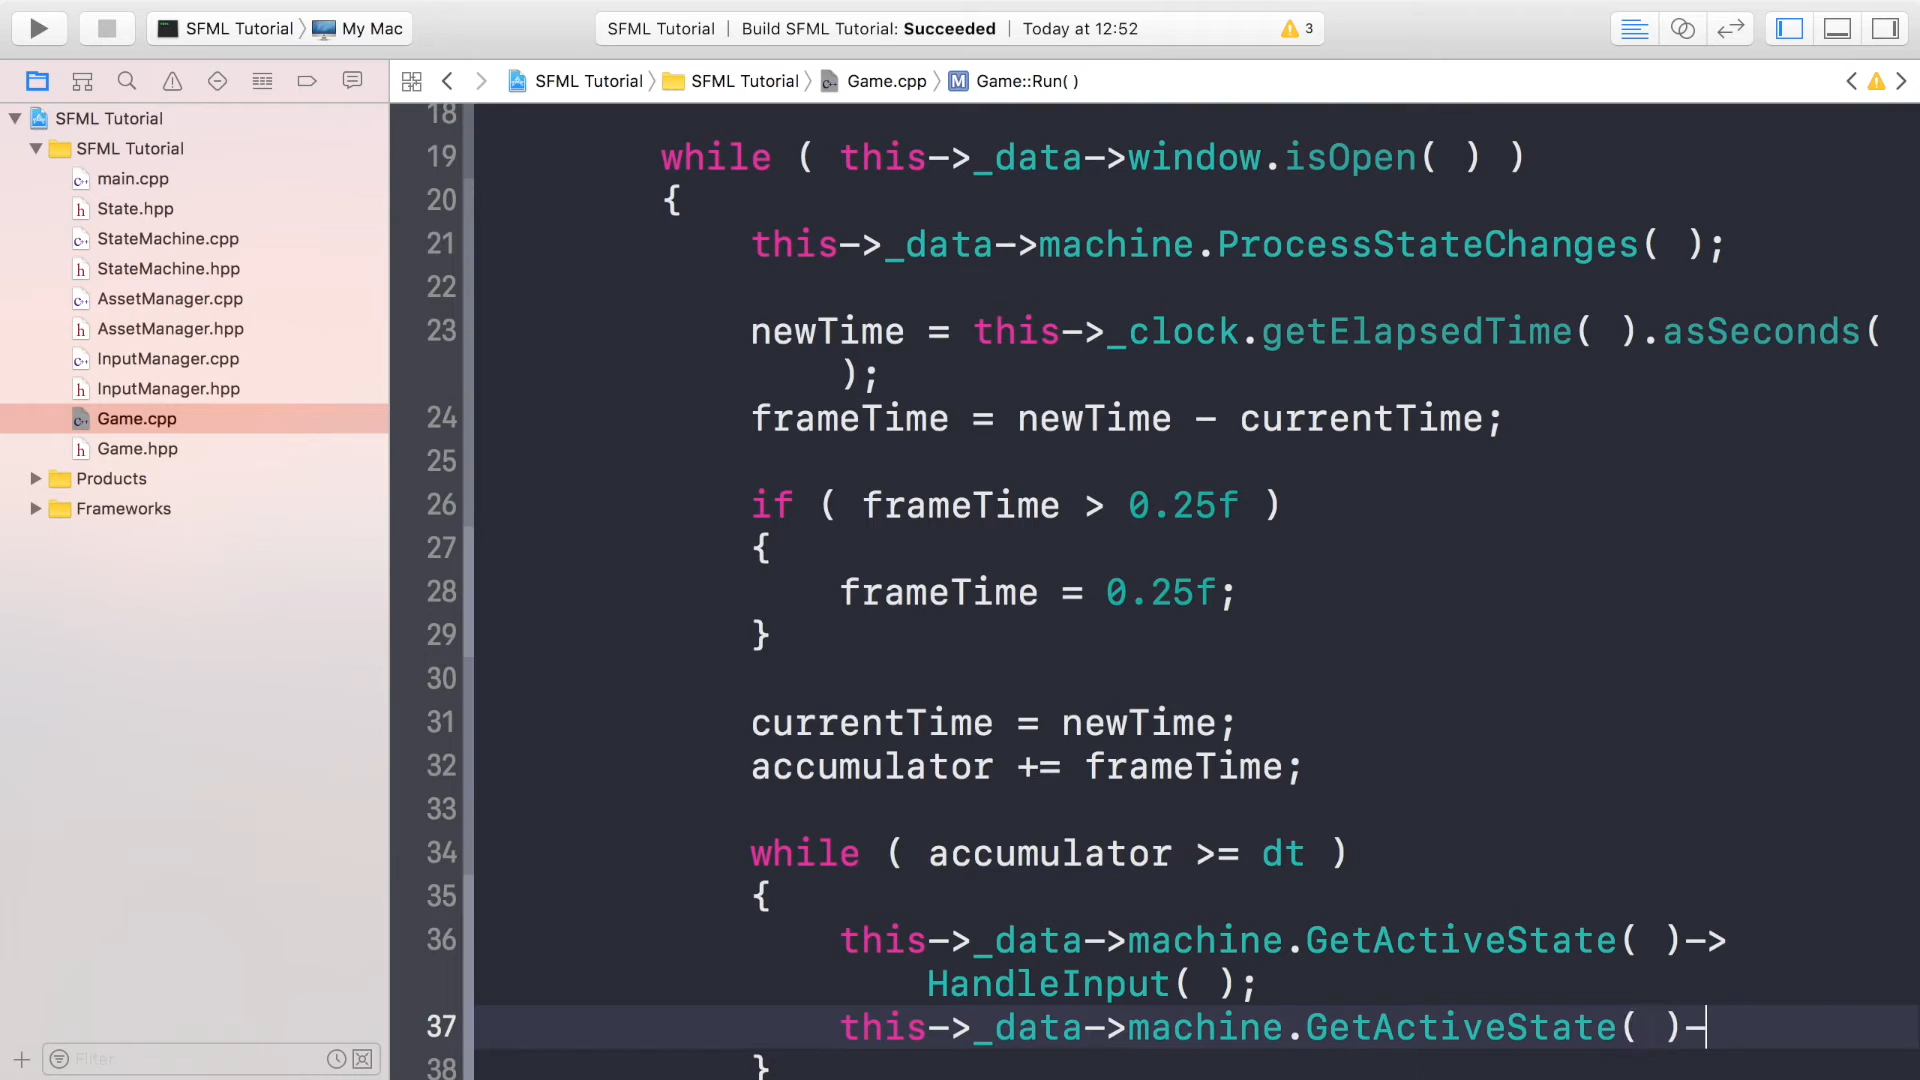 SFML Tutorial My Mac
SFML Tutorial | Build SFML Tutorial: Succeeded | Today at 12:52 3
SFML Tutorial SFML Tutorial Game.cpp M Game::Run( )
SFML Tutorial
SFML Tutorial
main.cpp
State.hpp
StateMachine.cpp
StateMachine.hpp
AssetManager.cpp
AssetManager.hpp
InputManager.cpp
InputManager.hpp
Game.cpp
Game.hpp
Products
Frameworks
Filter
18
19 while ( this->_data->window.isOpen( ) )
20 {
21 this->_data->machine.ProcessStateChanges( );
22
23 newTime = this->_clock.getElapsedTime( ).asSeconds(
);
24 frameTime = newTime - currentTime;
25
26 if ( frameTime > 0.25f )
27 {
28 frameTime = 0.25f;
29 }
30
31 currentTime = newTime;
32 accumulator += frameTime;
33
34 while ( accumulator >= dt )
35 {
36 this->_data->machine.GetActiveState( )->
HandleInput( );
37 this->_data->machine.GetActiveState( )-
38 }